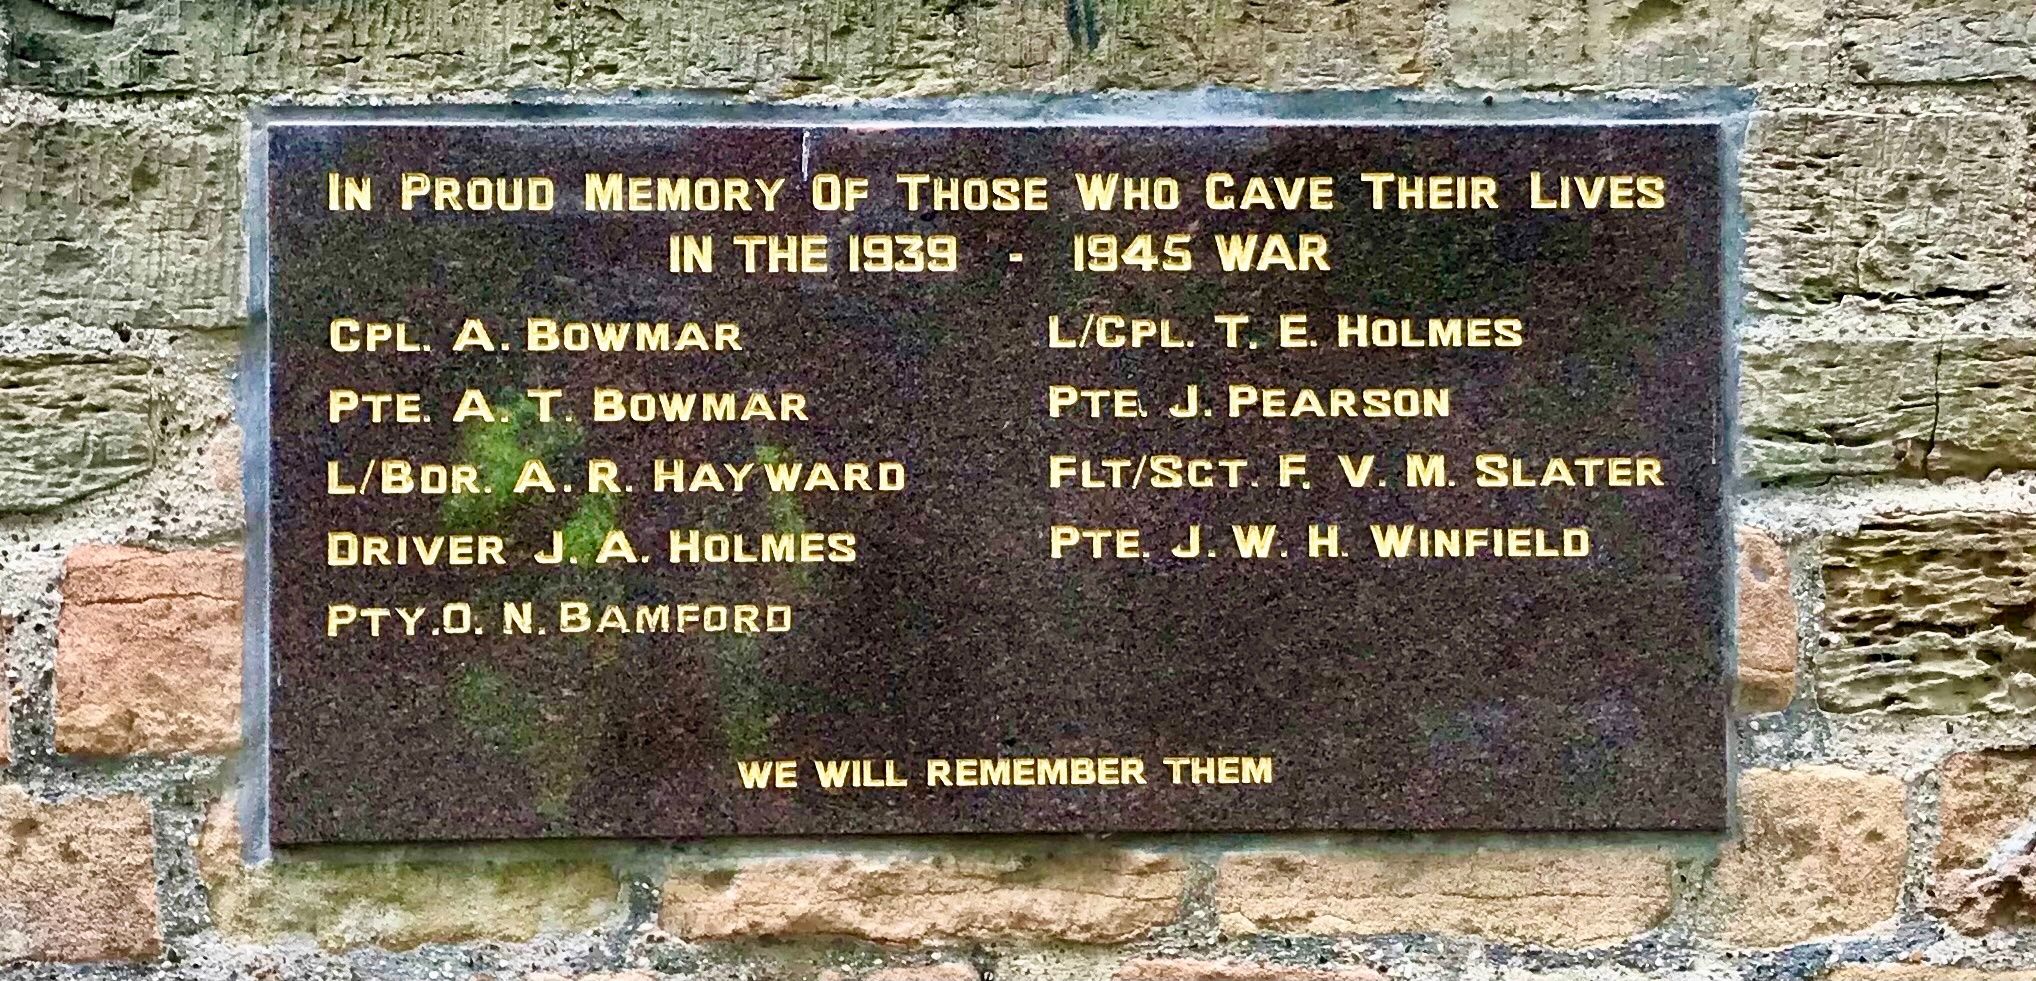 In Proud Memory Of Those Who Gave Their Lives
IN THE 1939 - 1945 WAR
Cpl. A. Bowmar
Pte. A. T. Bowmar
L/Bdr. A. R. Hayward
Driver J. A. Holmes
Pty.O. N. Bamford
L/Cpl. T. E. Holmes
Pte. J. Pearson
Flt/Sgt. F. V. M. Slater
Pte. J. W. H. Winfield
WE WILL REMEMBER THEM